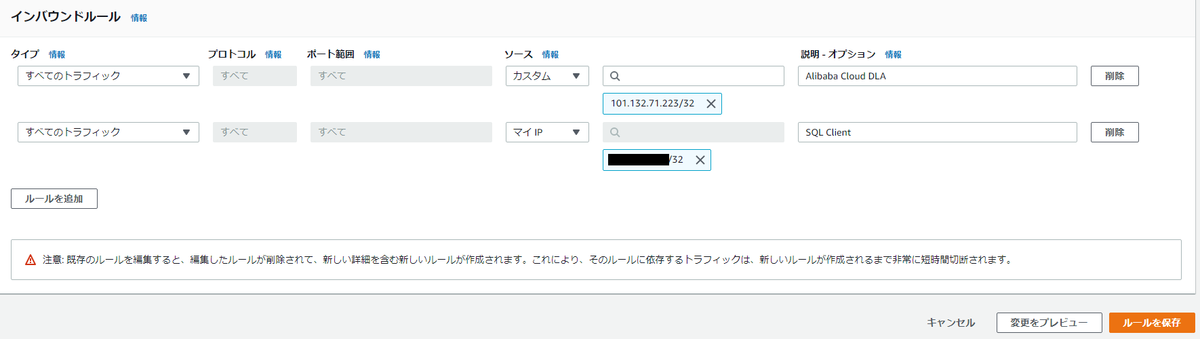 インバウンドルール 情報
タイプ 情報 プロトコル 情報 ポート範囲 情報 ソース 情報 説明 - オプション 情報
すべてのトラフィック すべて すべて カスタム Alibaba Cloud DLA 削除
101.132.71.223/32
すべてのトラフィック すべて すべて マイ IP SQL Client 削除
/32
ルールを追加
注意: 既存のルールを編集すると、編集したルールが削除されて、新しい詳細を含む新しいルールが作成されます。これにより、そのルールに依存するトラフィックは、新しいルールが作成されるまで非常に短時間切断されます。
キャンセル 変更をプレビュー ルールを保存